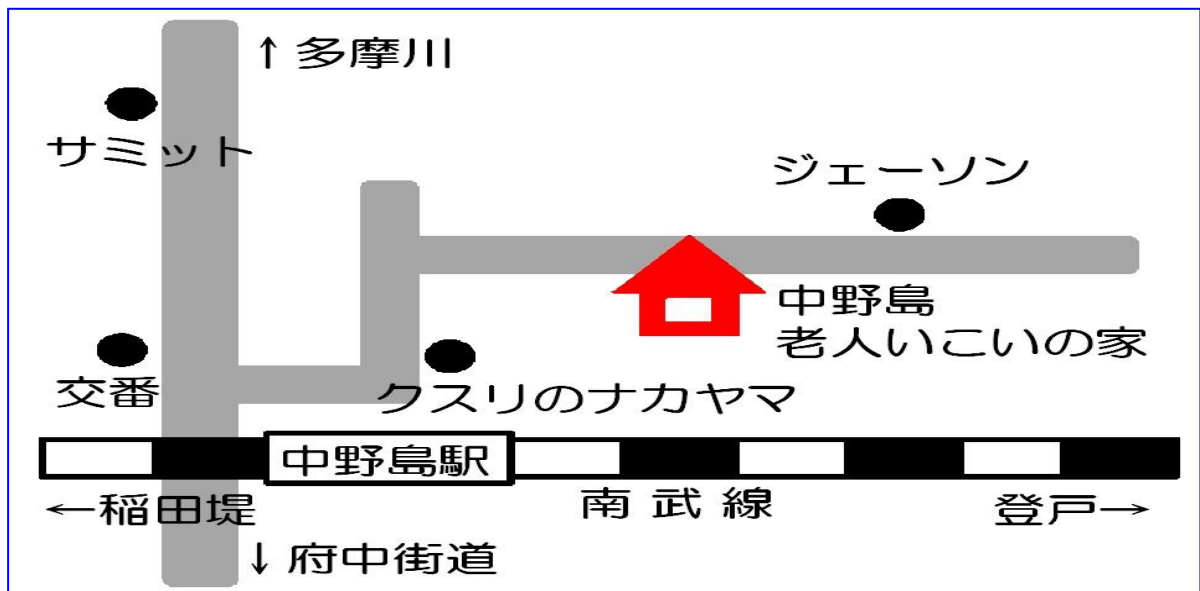 ↑ 多摩川
サミット
ジェーソン
中野島
老人いこいの家
交番
クスリのナカヤマ
中野島駅
←稲田堤
南 武 線
登戸→
↓ 府中街道